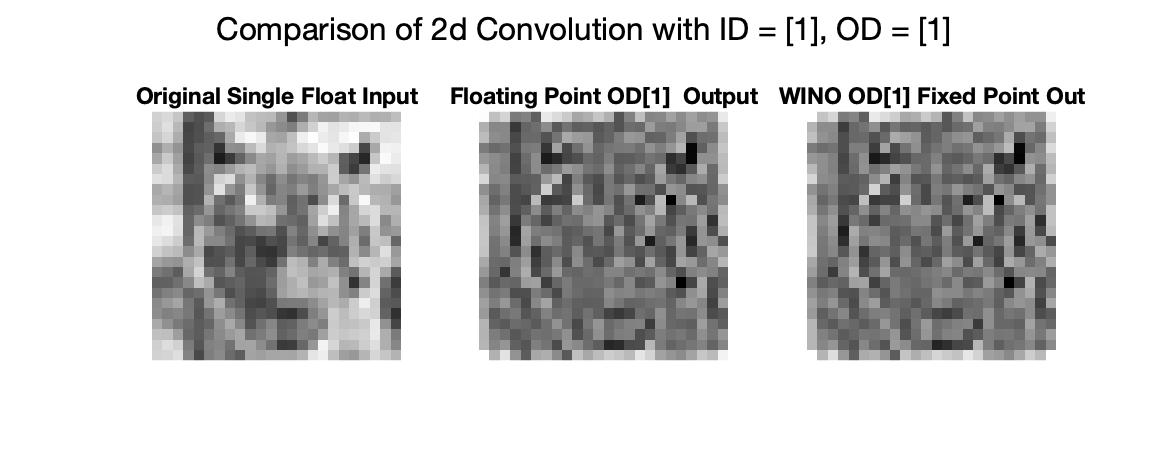 Comparison of 2d Convolution with ID = [1], OD = [1]
Original Single Float Input
Floating Point OD[1]  Output
WINO OD[1] Fixed Point Out